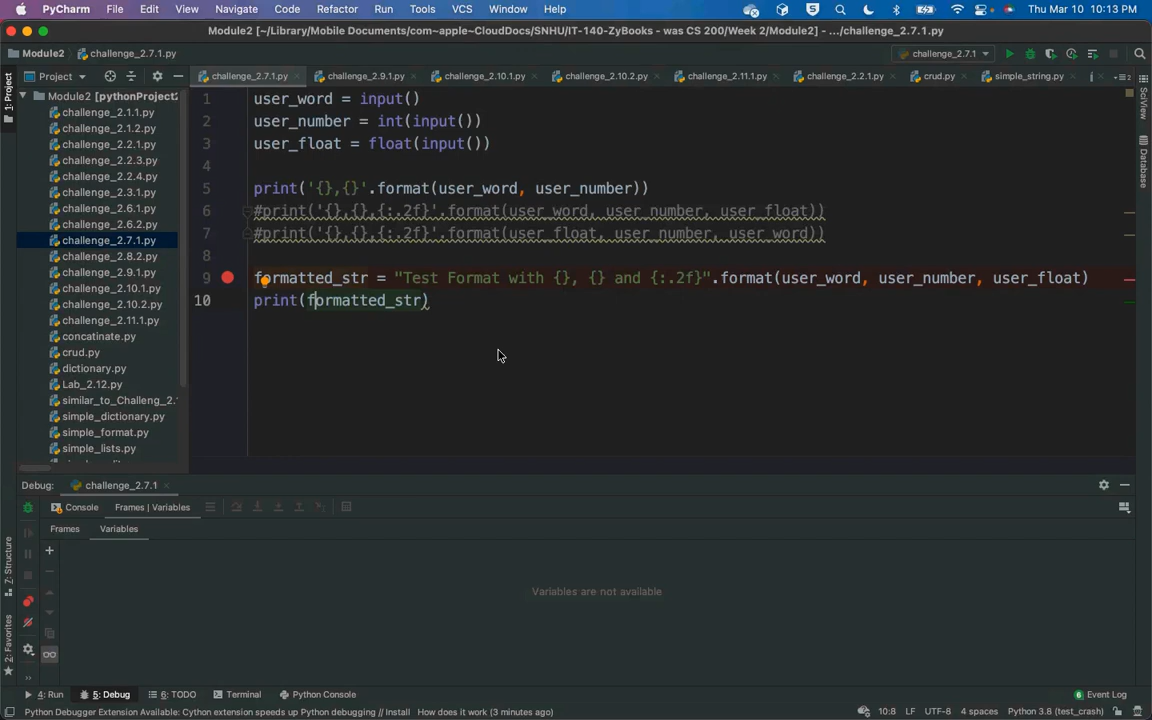 PyCharm File Edit View Navigate Code Refactor Run Tools VCS Window Help Thu Mar 10 10:13 PM
Module2 [~/Library/Mobile Documents/com~apple~CloudDocs/SNHU/IT-140-ZyBooks - was CS 200/Week 2/Module2] - .../challenge_2.7.1.py
Module2 challenge_2.7.1.py challenge_2.7.1
Project challenge_2.7.1.py challenge_2.9.1.py challenge_2.10.1.py challenge_2.10.2.py challenge_2.11.1.py challenge_2.2.1.py crud.py simple_string.py
1: Project
Module2 [pythonProject2
challenge_2.1.1.py
challenge_2.1.2.py
challenge_2.2.1.py
challenge_2.2.3.py
challenge_2.2.4.py
challenge_2.3.1.py
challenge_2.6.1.py
challenge_2.6.2.py
challenge_2.7.1.py
challenge_2.8.2.py
challenge_2.9.1.py
challenge_2.10.1.py
challenge_2.10.2.py
challenge_2.11.1.py
concatinate.py
crud.py
dictionary.py
Lab_2.12.py
similar_to_Challeng_2.1
simple_dictionary.py
simple_format.py
simple_lists.py
1 user_word = input()
2 user_number = int(input())
3 user_float = float(input())
4
5 print('{},{}'.format(user_word, user_number))
6 #print('{},{},{:.2f}'.format(user_word, user_number, user_float))
7 #print('{},{},{:.2f}'.format(user_float, user_number, user_word))
8
9 formatted_str = "Test Format with {}, {} and {:.2f}".format(user_word, user_number, user_float)
10 print(formatted_str)
SciView
Database
Debug: challenge_2.7.1
Console Frames | Variables
Frames Variables
Variables are not available
7: Structure
2: Favorites
4: Run 5: Debug 6: TODO Terminal Python Console 6 Event Log
Python Debugger Extension Available: Cython extension speeds up Python debugging // Install How does it work (3 minutes ago) 10:8 LF UTF-8 4 spaces Python 3.8 (test_crash)